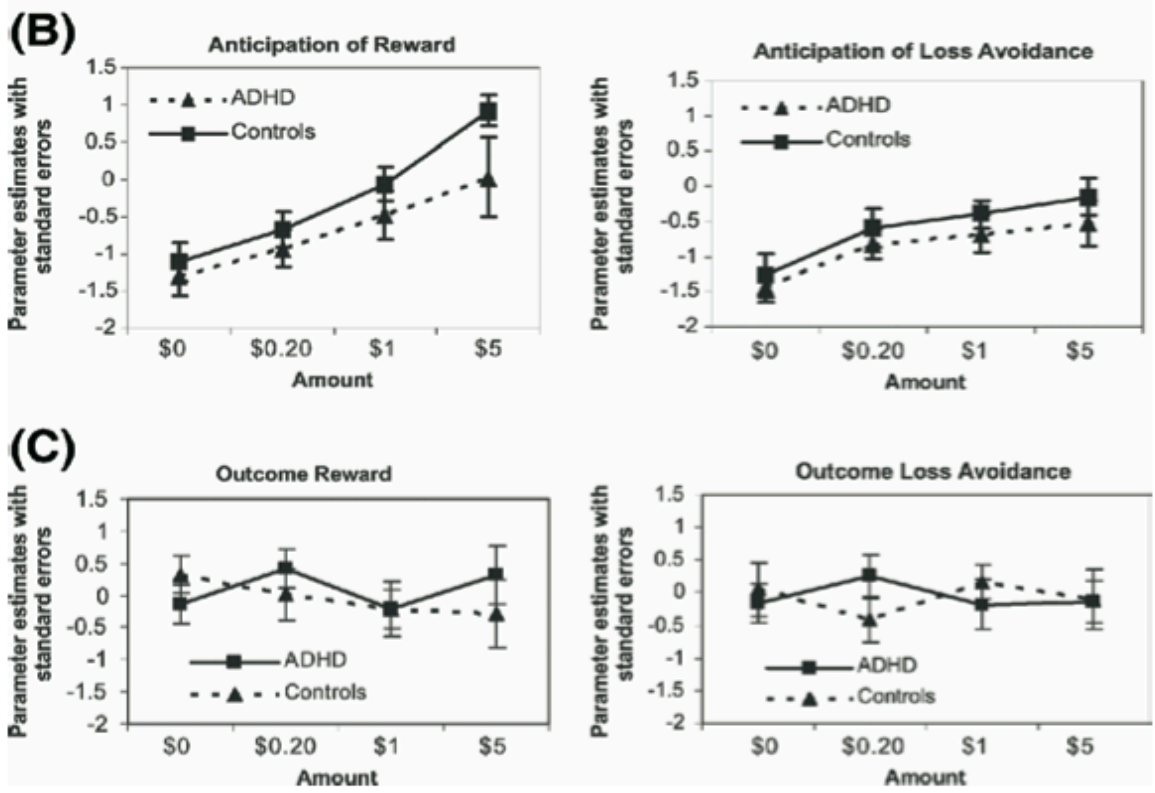 (B)
Anticipation of Reward
Parameter estimates with
standard errors
1.5
1
0.5
0
-0.5
-1
-1.5
-2
ADHD
Controls
$0 $0.20 $1 $5
Amount
Anticipation of Loss Avoidance
Parameter estimates with
standard errors
1.5
1
0.5
0
-0.5
-1
-1.5
-2
ADHD
Controls
$0 $0.20 $1 $5
Amount
(C)
Outcome Reward
Parameter estimates with
standard errors
1.5
1
0.5
0
-0.5
-1
-1.5
-2
ADHD
Controls
$0 $0.20 $1 $5
Amount
Outcome Loss Avoidance
Parameter estimates with
standard errors
1.5
1
0.5
0
-0.5
-1
-1.5
-2
ADHD
Controls
$0 $0.20 $1 $5
Amount